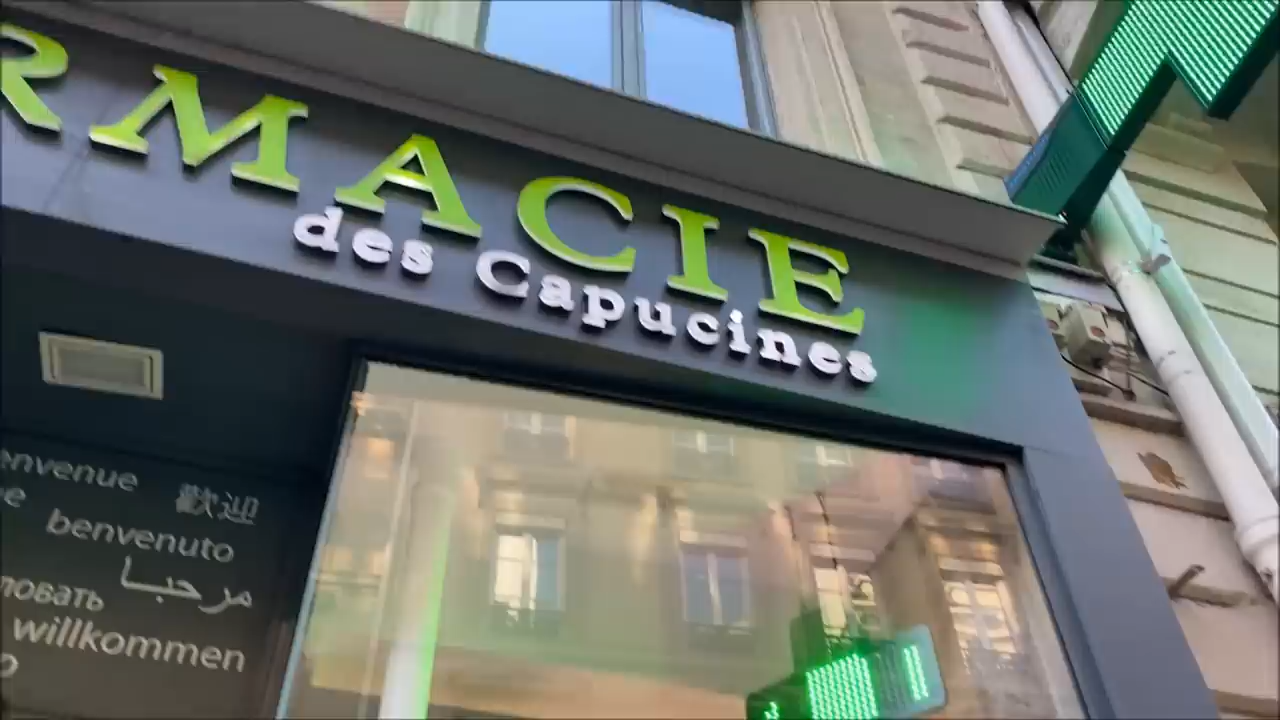 RMACIE
des Capucines
envenue
歡迎
benvenuto
مرحبا
ловать
willkommen